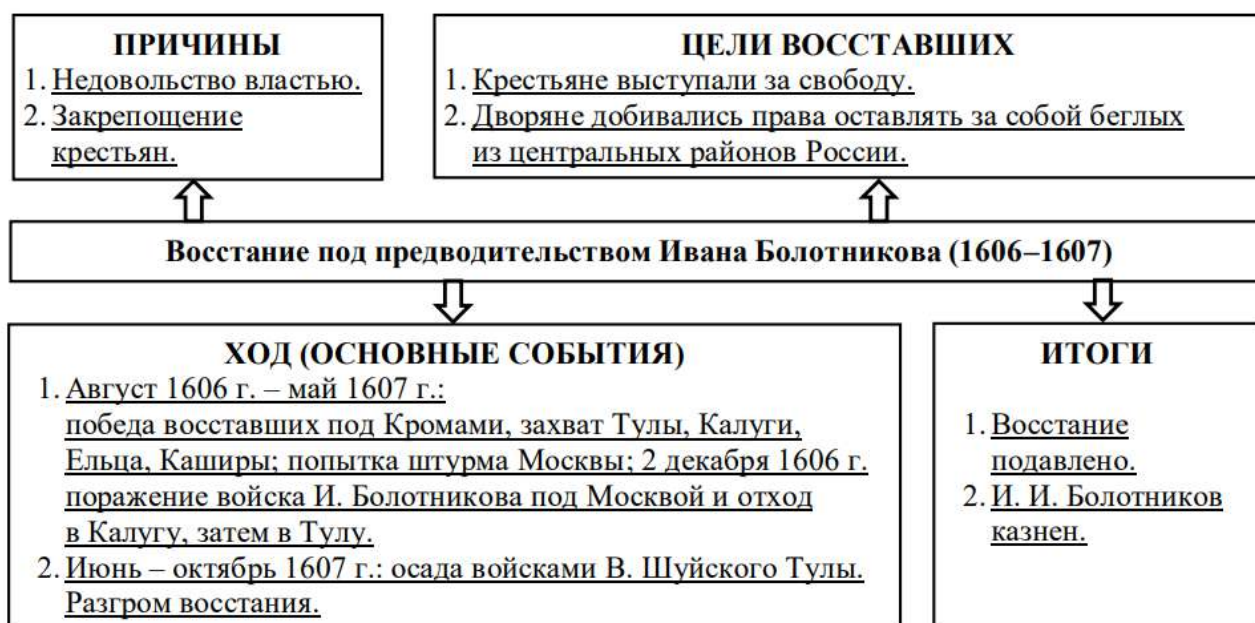 ПРИЧИНЫ
1. Недовольство властью.
2. Закрепощение
крестьян.
ЦЕЛИ ВОССТАВШИХ
1. Крестьяне выступали за свободу.
2. Дворяне добивались права оставлять за собой беглых
из центральных районов России.
Восстание под предводительством Ивана Болотникова (1606–1607)
ХОД (ОСНОВНЫЕ СОБЫТИЯ)
1. Август 1606 г. – май 1607 г.:
победа восставших под Кромами, захват Тулы, Калуги,
Ельца, Каширы; попытка штурма Москвы; 2 декабря 1606 г.
поражение войска И. Болотникова под Москвой и отход
в Калугу, затем в Тулу.
2. Июнь – октябрь 1607 г.: осада войсками В. Шуйского Тулы.
Разгром восстания.
ИТОГИ
1. Восстание
подавлено.
2. И. И. Болотников
казнен.